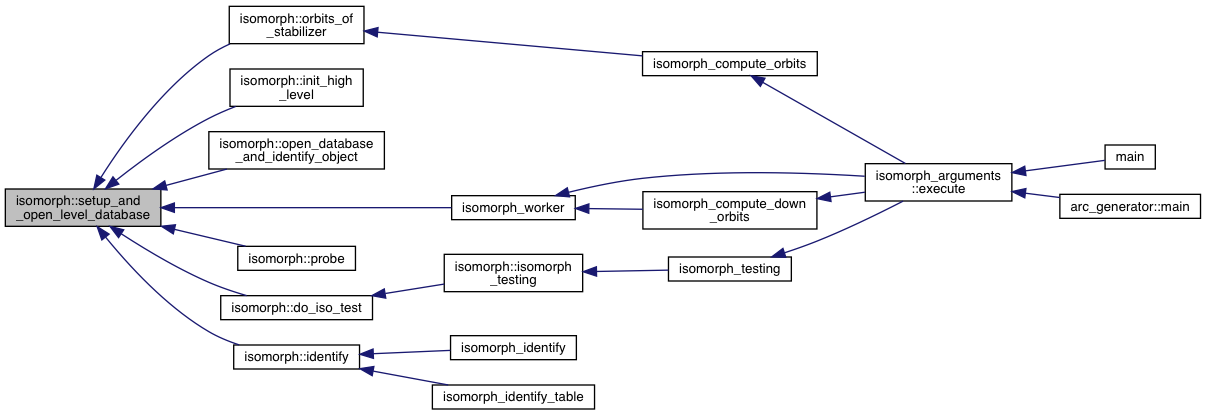 isomorph::setup_and
_open_level_database
isomorph::orbits_of
_stabilizer
isomorph::init_high
_level
isomorph::open_database
_and_identify_object
isomorph_worker
isomorph::probe
isomorph::do_iso_test
isomorph::identify
isomorph_compute_orbits
isomorph_compute_down
_orbits
isomorph::isomorph
_testing
isomorph_testing
isomorph_identify
isomorph_identify_table
isomorph_arguments
::execute
main
arc_generator::main